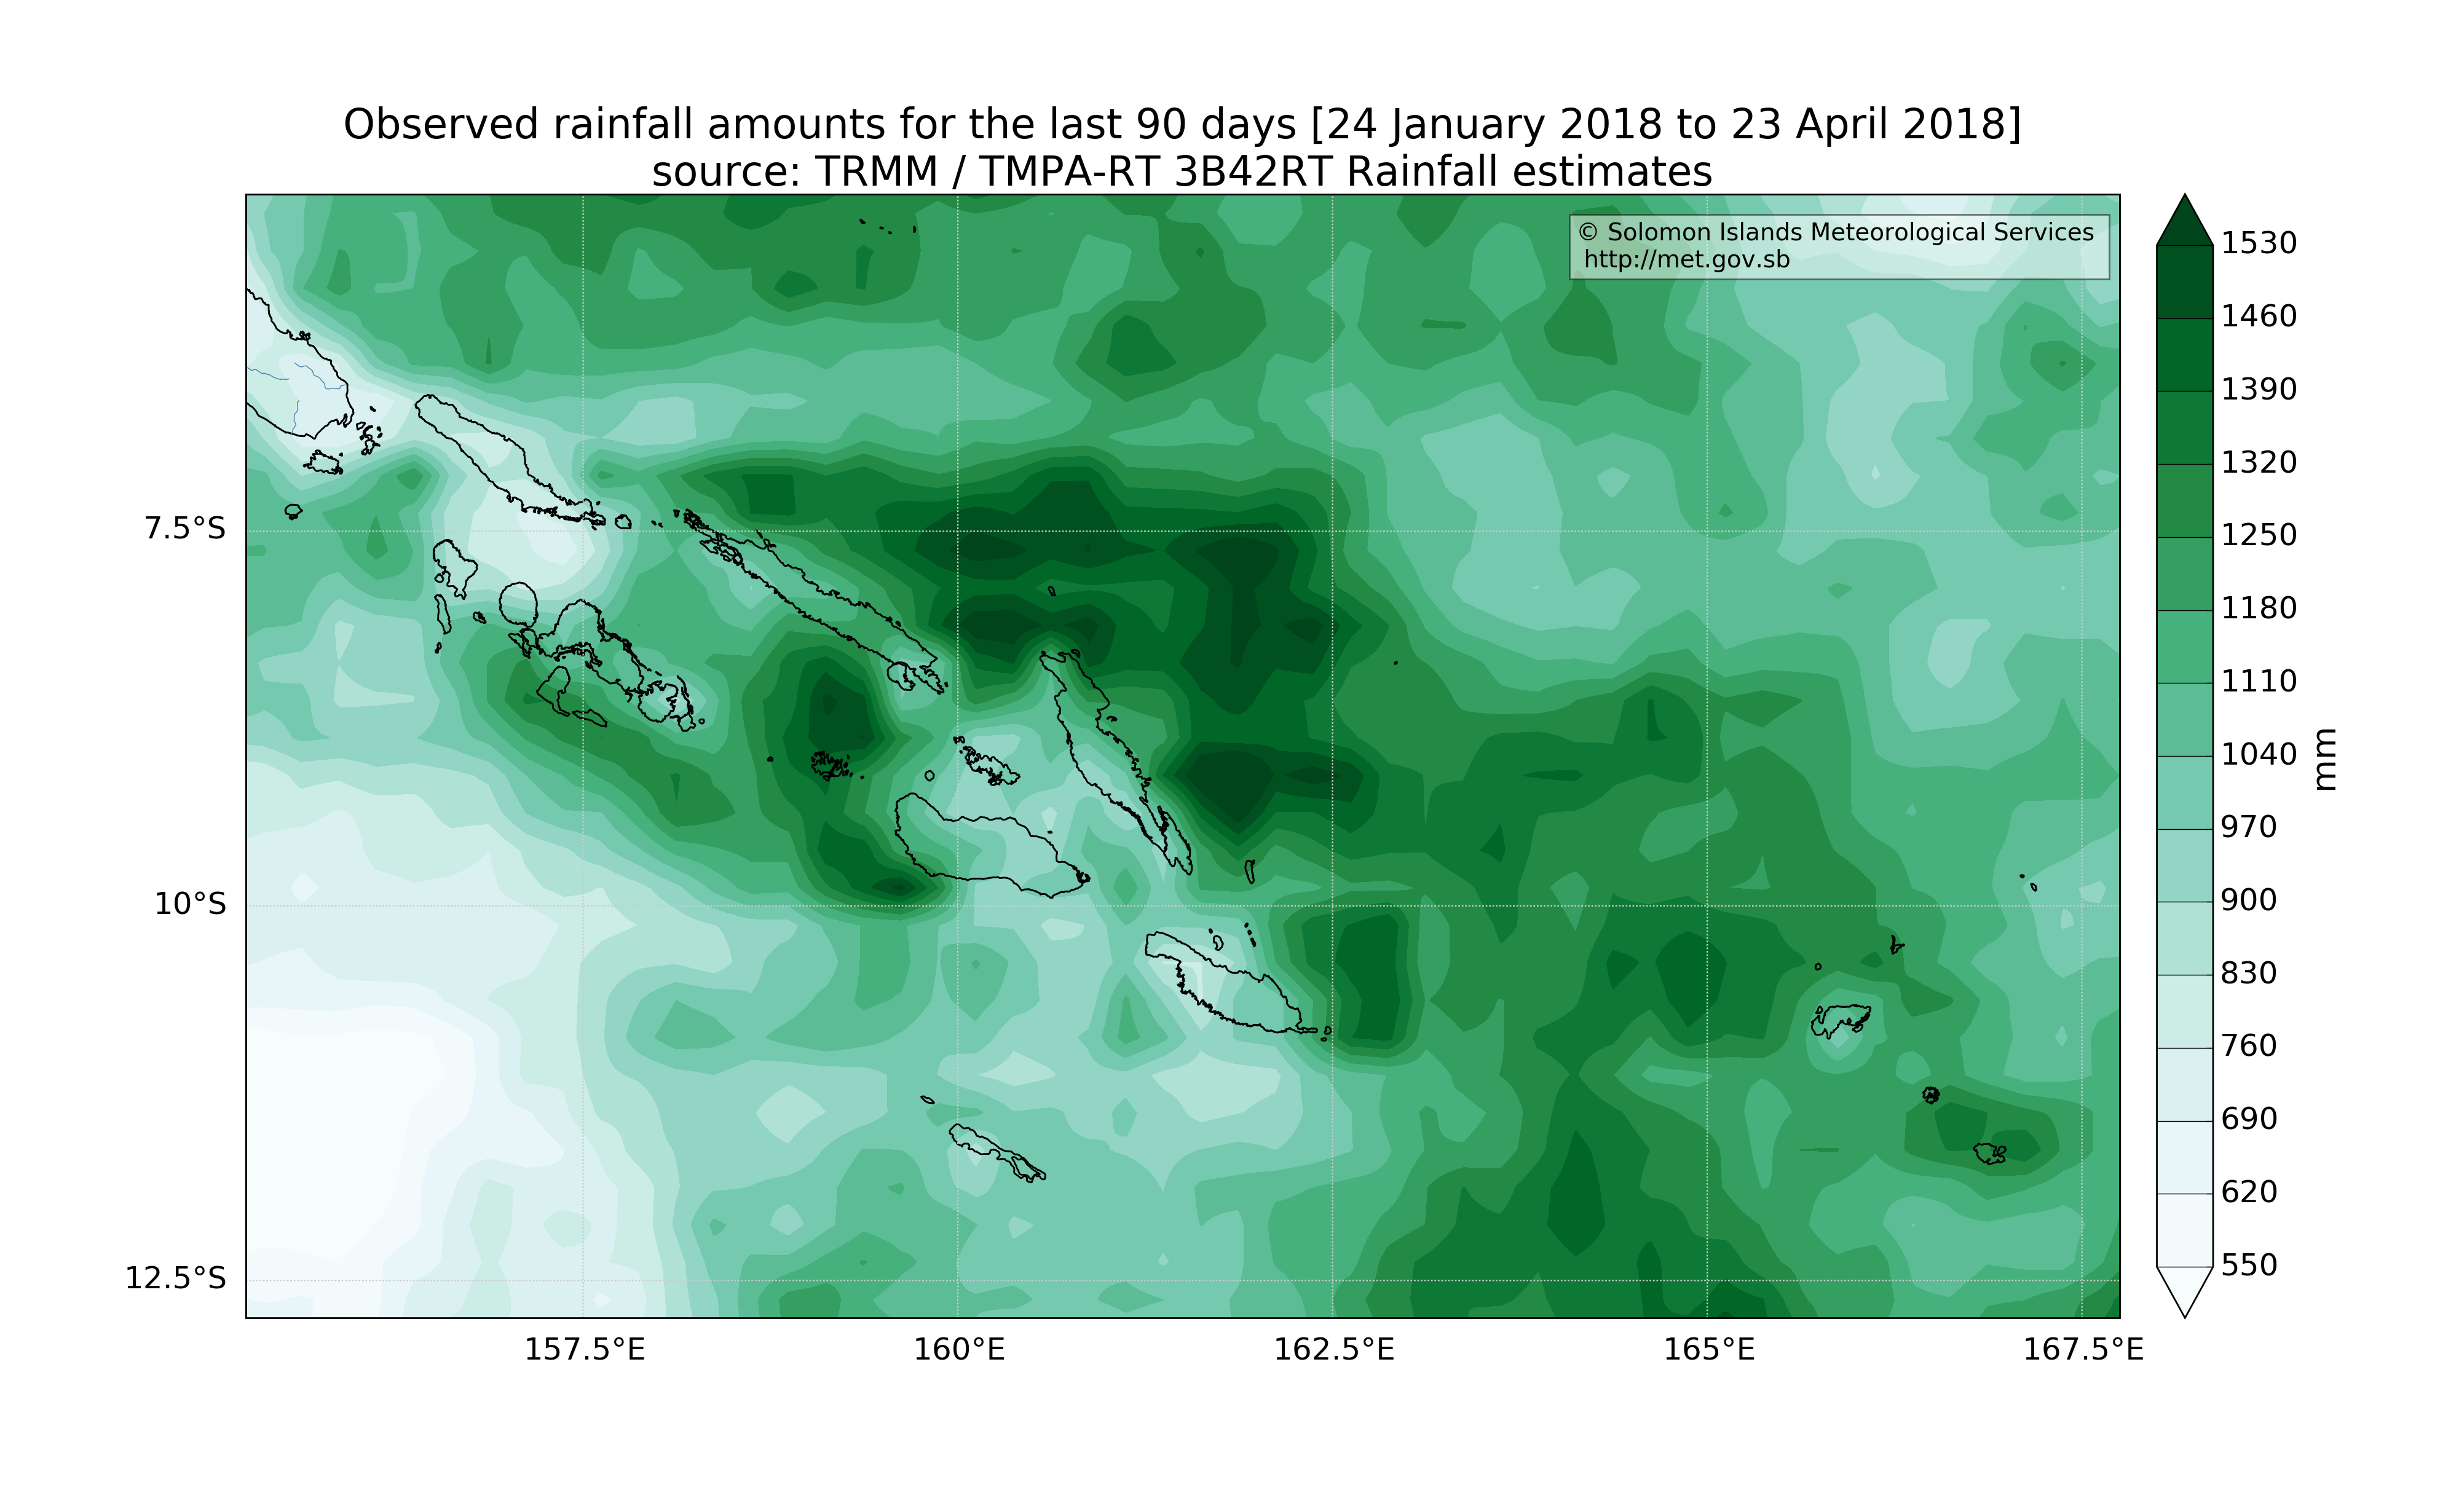 Observed rainfall amounts for the last 90 days [24 January 2018 to 23 April 2018]
source: TRMM / TMPA-RT 3B42RT Rainfall estimates
© Solomon Islands Meteorological Services
http://met.gov.sb
7.5°S
10°S
12.5°S
157.5°E
160°E
162.5°E
165°E
167.5°E
1530
1460
1390
1320
1250
1180
1110
1040
970
900
830
760
690
620
550
mm